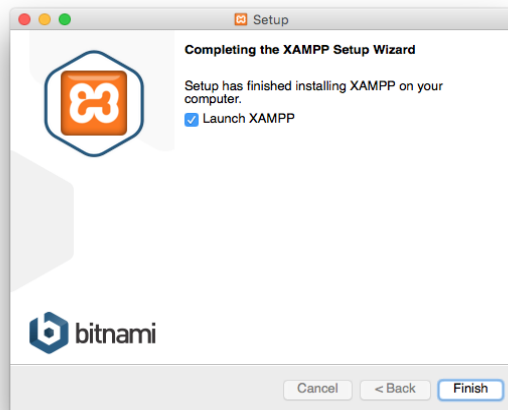 Setup
Completing the XAMPP Setup Wizard
Setup has finished installing XAMPP on your
computer.
Launch XAMPP
bitnami
Cancel
< Back
Finish